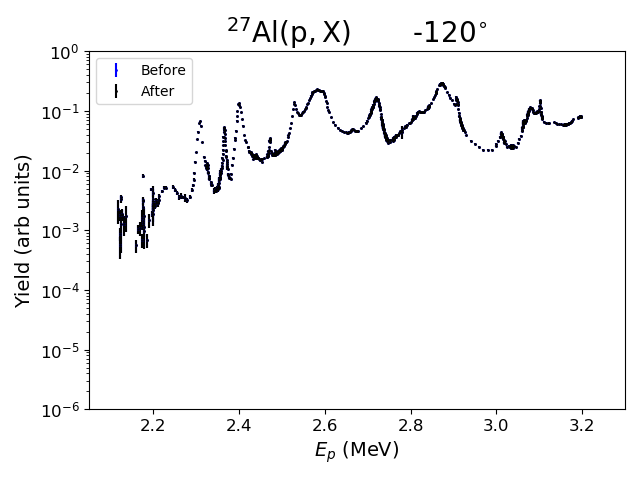 ²⁷Al(p, X) -120°
Before
After
10⁰
10⁻¹
10⁻²
10⁻³
10⁻⁴
10⁻⁵
10⁻⁶
Yield (arb units)
2.2 2.4 2.6 2.8 3.0 3.2
Eₚ (MeV)